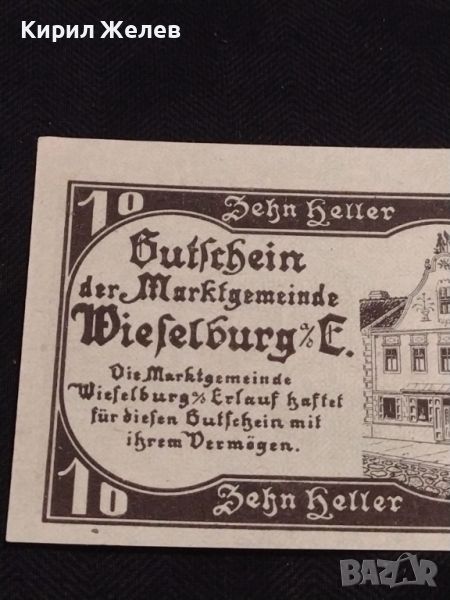 Кирил Желев
10 Zehn Heller
Gutschein
der Marktgemeinde
Wieselburg a/E.
Die Marktgemeinde
Wieselburg a/ Erlauf haftet
für diesen Gutschein mit
ihrem Vermögen.
10 Zehn Heller
BAZAR